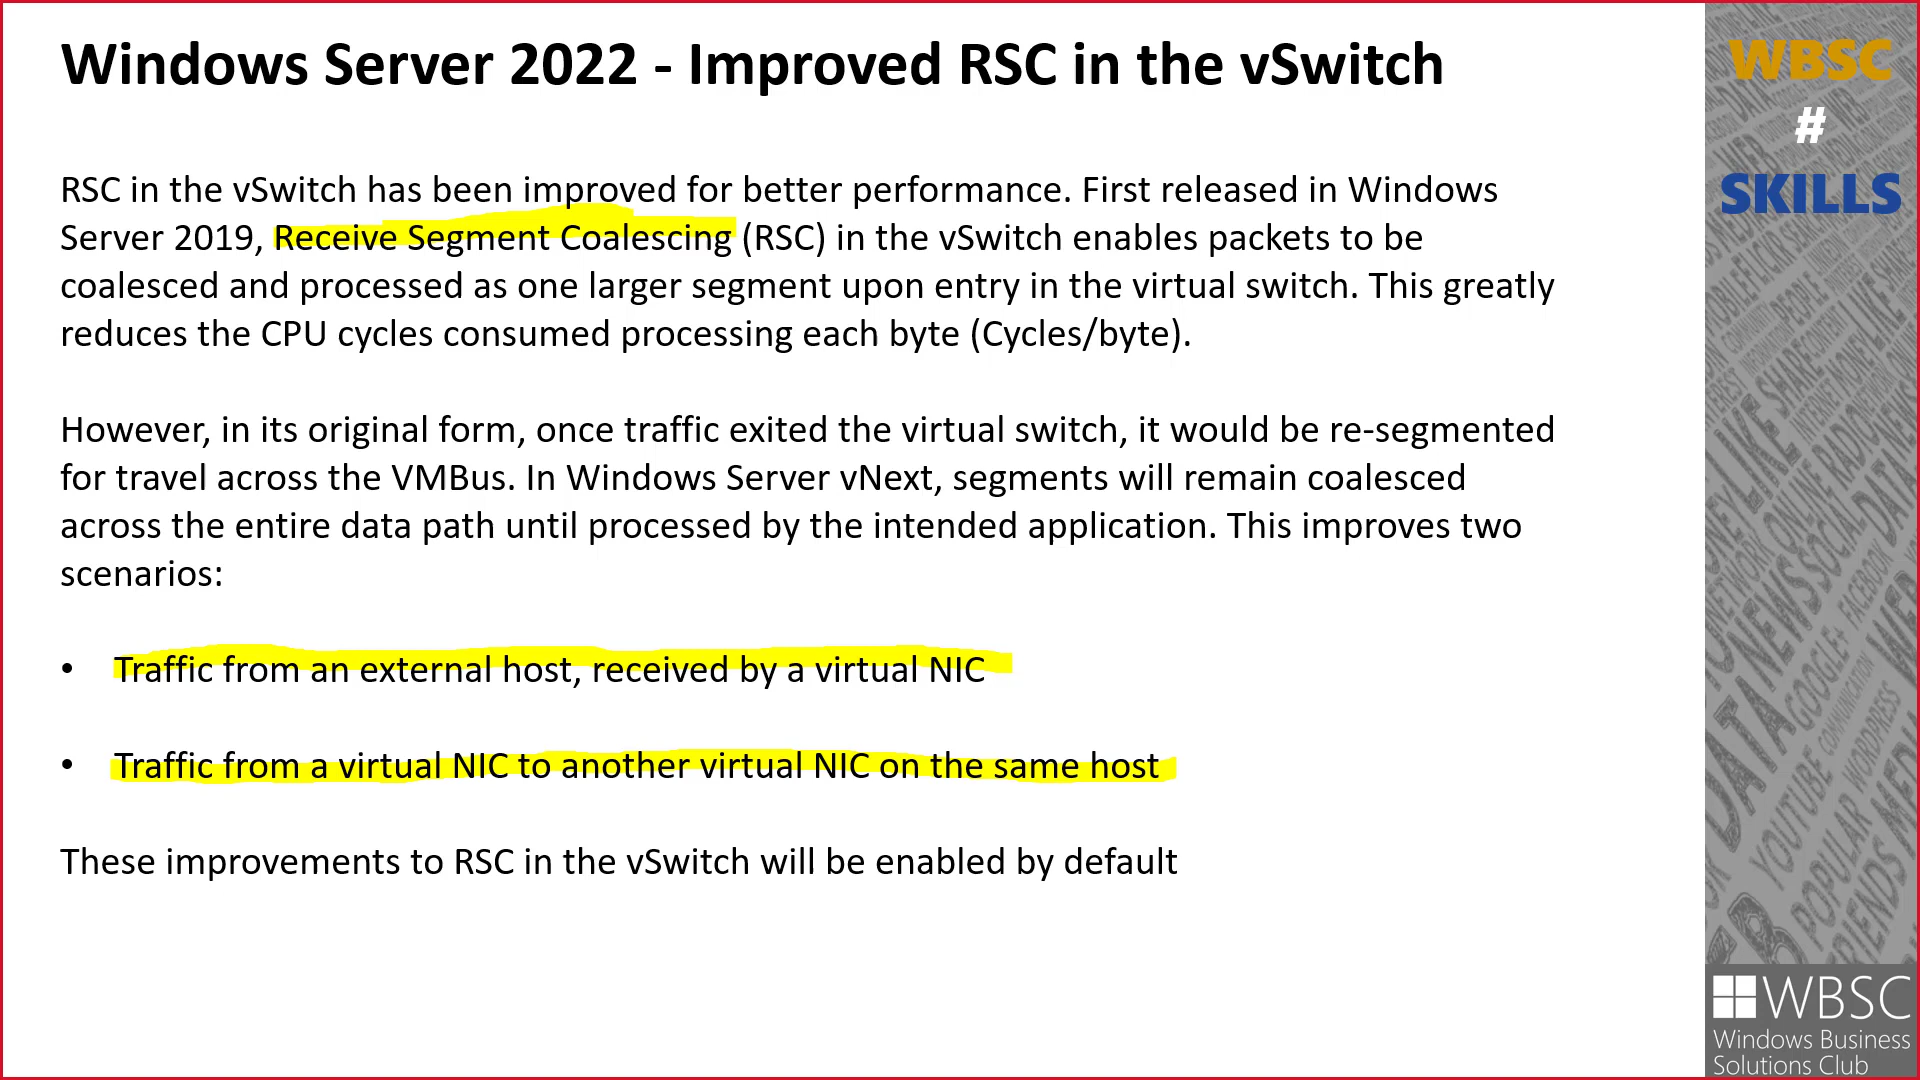 Windows Server 2022 - Improved RSC in the vSwitch
RSC in the vSwitch has been improved for better performance. First released in Windows
Server 2019, Receive Segment Coalescing (RSC) in the vSwitch enables packets to be
coalesced and processed as one larger segment upon entry in the virtual switch. This greatly
reduces the CPU cycles consumed processing each byte (Cycles/byte).
However, in its original form, once traffic exited the virtual switch, it would be re-segmented
for travel across the VMBus. In Windows Server vNext, segments will remain coalesced
across the entire data path until processed by the intended application. This improves two
scenarios:
• Traffic from an external host, received by a virtual NIC
• Traffic from a virtual NIC to another virtual NIC on the same host
These improvements to RSC in the vSwitch will be enabled by default
WBSC
#
SKILLS
WBSC
Windows Business
Solutions Club